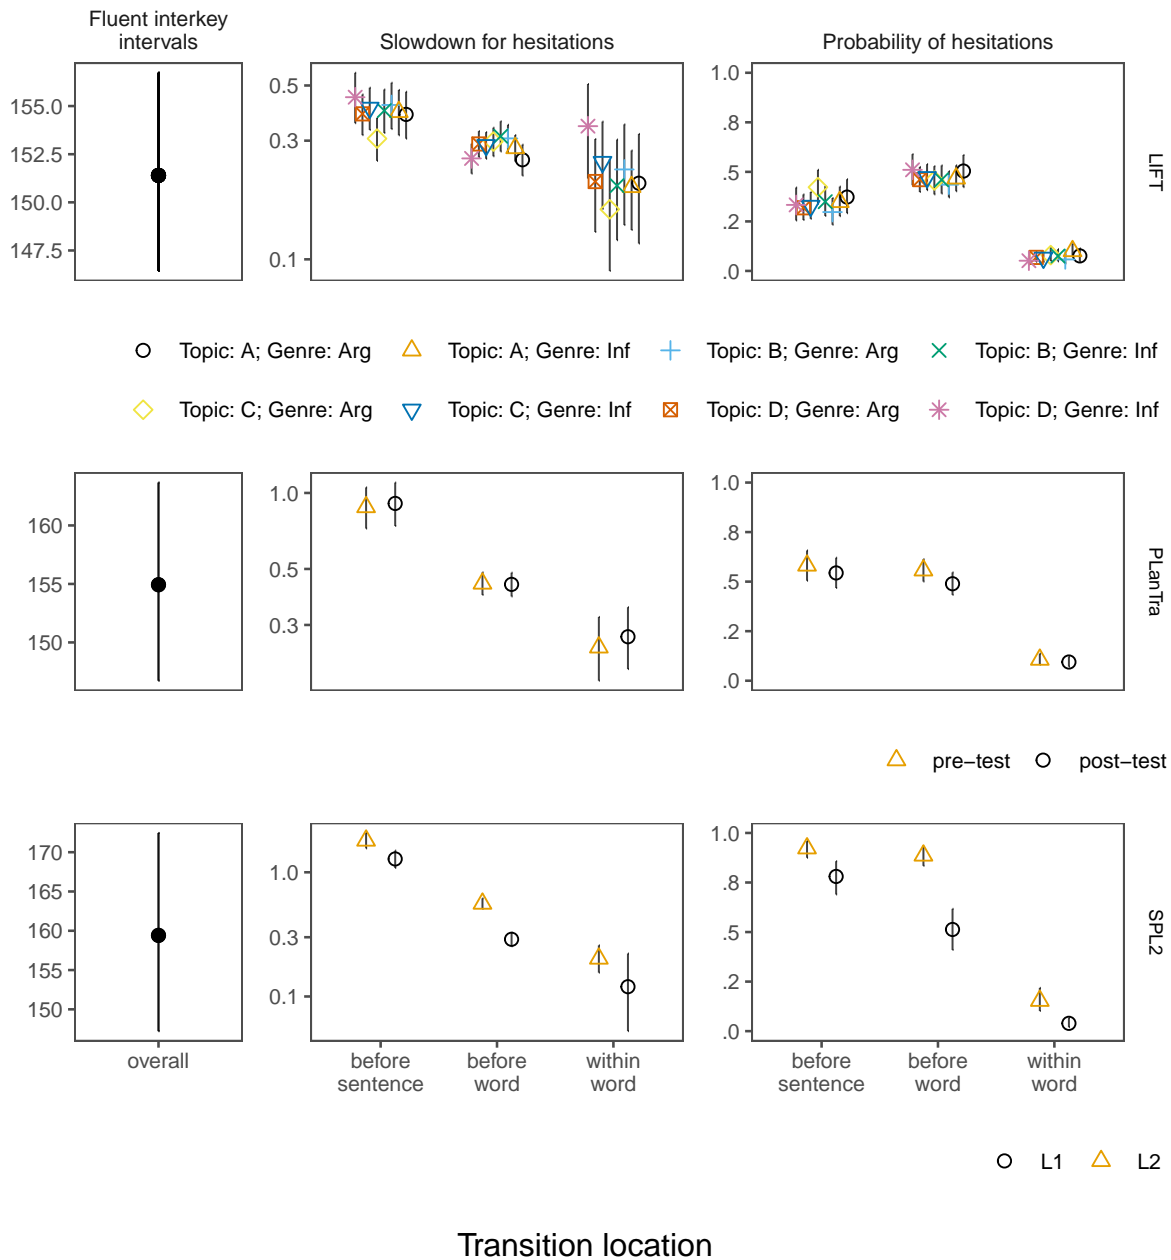 Fluent interkey
intervals
Slowdown for hesitations
Probability of hesitations
155.0
152.5
150.0
147.5
0.5
0.3
0.1
1.0
.8
.5
.2
.0
LIFT
Topic: A; Genre: Arg
Topic: A; Genre: Inf
Topic: B; Genre: Arg
Topic: B; Genre: Inf
Topic: C; Genre: Arg
Topic: C; Genre: Inf
Topic: D; Genre: Arg
Topic: D; Genre: Inf
160
155
150
1.0
0.5
0.3
1.0
.8
.5
.2
.0
PLanTra
pre−test
post−test
170
165
160
155
150
1.0
0.3
0.1
1.0
.8
.5
.2
.0
SPL2
overall
before
sentence
before
word
within
word
before
sentence
before
word
within
word
L1
L2
Transition location